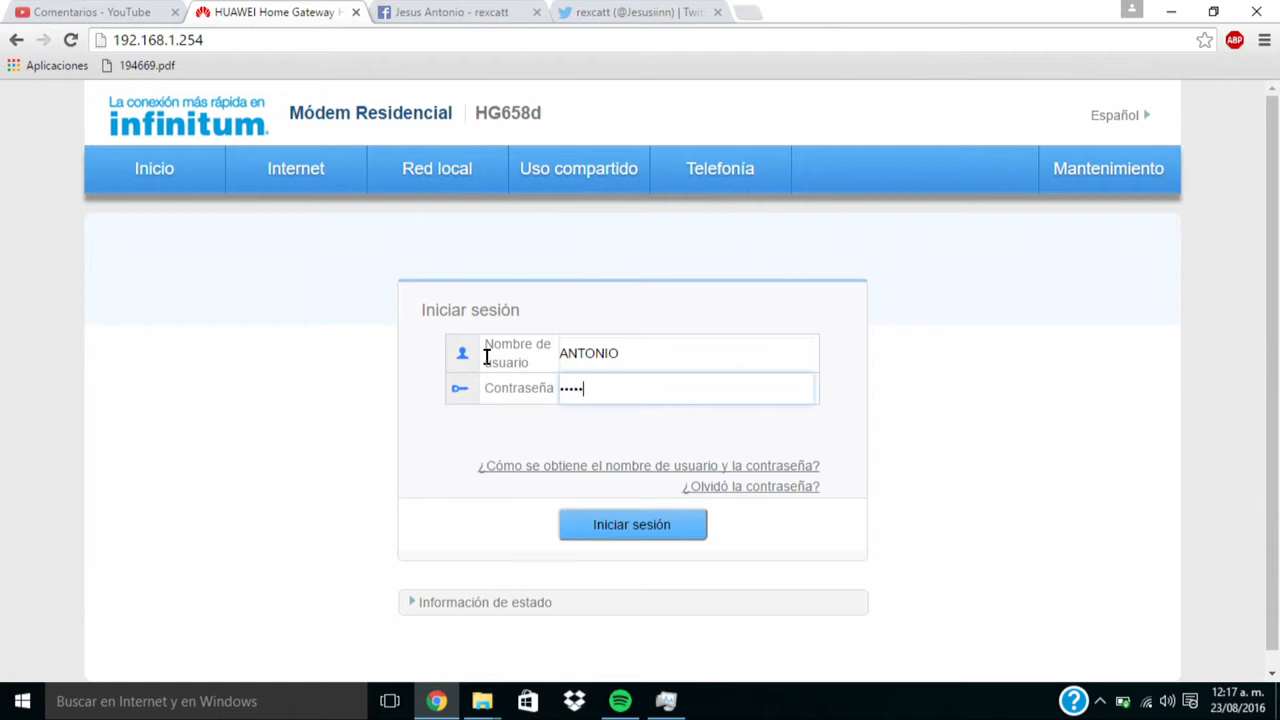 Comentarios - YouTube
HUAWEI Home Gateway H
Jesus Antonio - rexcatt
rexcatt (@Jesusiinn) | Twit
192.168.1.254
ABP
Aplicaciones
194669.pdf
La conexión más rápida en
infinitum.
Módem Residencial
HG658d
Español
Inicio
Internet
Red local
Uso compartido
Telefonía
Mantenimiento
Iniciar sesión
Nombre de
usuario
ANTONIO
Contraseña
•••••
¿Cómo se obtiene el nombre de usuario y la contraseña?
¿Olvidó la contraseña?
Iniciar sesión
Información de estado
Buscar en Internet y en Windows
12:17 a. m.
23/08/2016